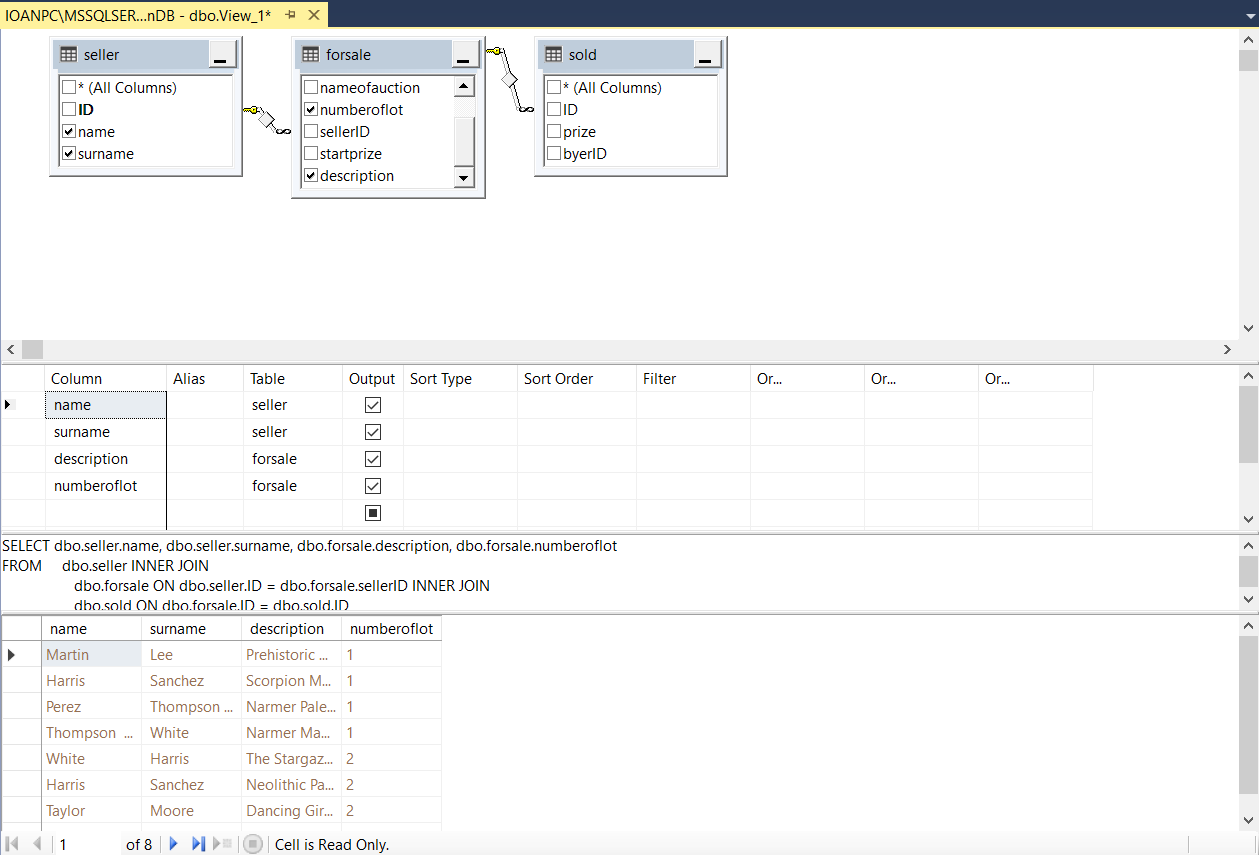 IOANPC\MSSQLSER...nDB - dbo.View_1*
seller
* (All Columns)
ID
name
surname
forsale
nameofauction
numberoflot
sellerID
startprize
description
sold
* (All Columns)
ID
prize
byerID
Column Alias Table Output Sort Type Sort Order Filter Or... Or... Or...
name seller
surname seller
description forsale
numberoflot forsale
SELECT dbo.seller.name, dbo.seller.surname, dbo.forsale.description, dbo.forsale.numberoflot
FROM dbo.seller INNER JOIN
dbo.forsale ON dbo.seller.ID = dbo.forsale.sellerID INNER JOIN
dbo.sold ON dbo.forsale.ID = dbo.sold.ID
name surname description numberoflot
Martin Lee Prehistoric ... 1
Harris Sanchez Scorpion M... 1
Perez Thompson ... Narmer Pale... 1
Thompson ... White Narmer Ma... 1
White Harris The Stargaz... 2
Harris Sanchez Neolithic Pa... 2
Taylor Moore Dancing Gir... 2
1 of 8 Cell is Read Only.